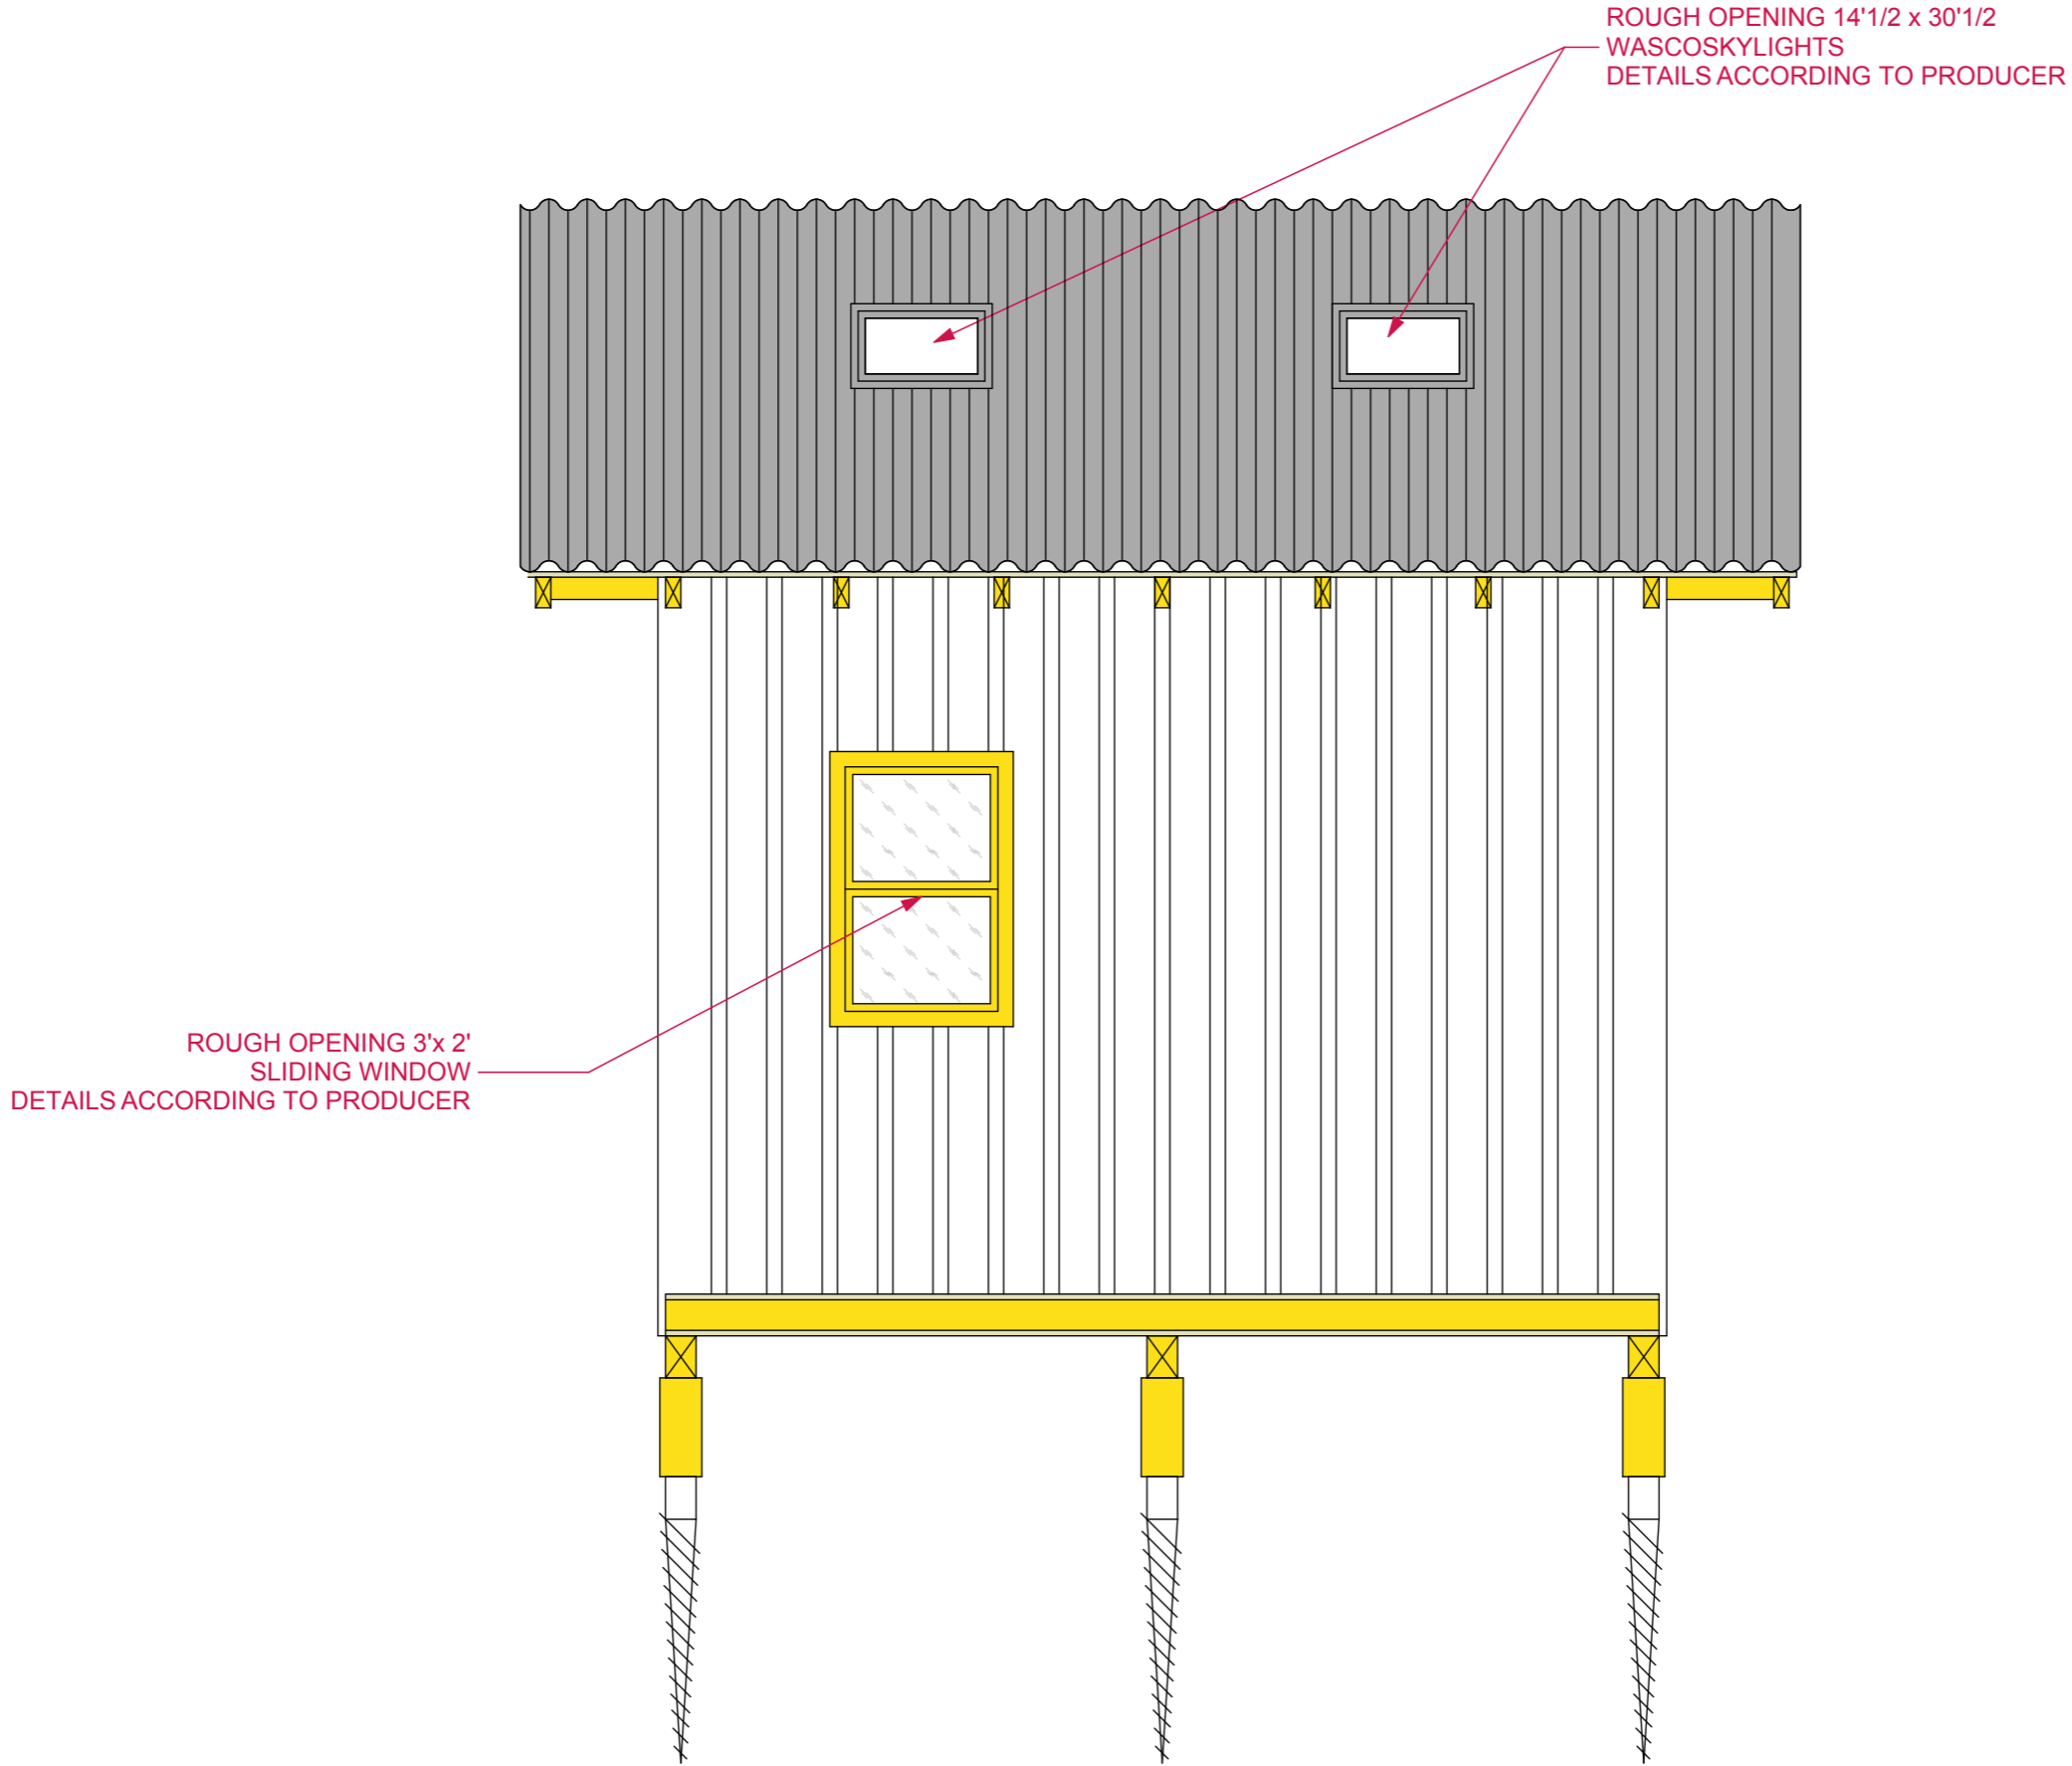 ROUGH OPENING 14'1/2 x 30'1/2
WASCOSKYLIGHTS
DETAILS ACCORDING TO PRODUCER
ROUGH OPENING 3'x 2'
SLIDING WINDOW
DETAILS ACCORDING TO PRODUCER